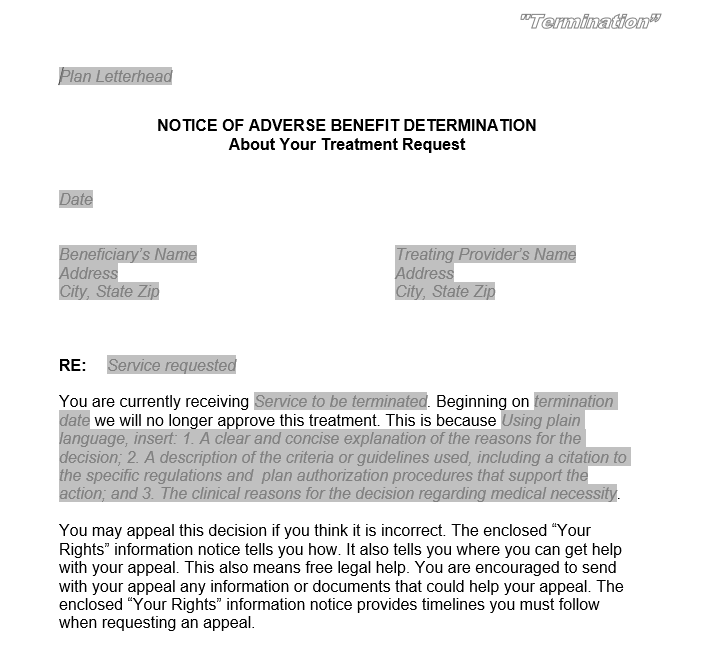 "Termination"
Plan Letterhead
NOTICE OF ADVERSE BENEFIT DETERMINATION
About Your Treatment Request
Date
Beneficiary’s Name
Treating Provider’s Name
Address
Address
City, State Zip
City, State Zip
RE: Service requested
You are currently receiving Service to be terminated. Beginning on termination
date we will no longer approve this treatment. This is because Using plain
language, insert: 1. A clear and concise explanation of the reasons for the
decision; 2. A description of the criteria or guidelines used, including a citation to
the specific regulations and  plan authorization procedures that support the
action; and 3. The clinical reasons for the decision regarding medical necessity.
You may appeal this decision if you think it is incorrect. The enclosed “Your
Rights” information notice tells you how. It also tells you where you can get help
with your appeal. This also means free legal help. You are encouraged to send
with your appeal any information or documents that could help your appeal. The
enclosed “Your Rights” information notice provides timelines you must follow
when requesting an appeal.